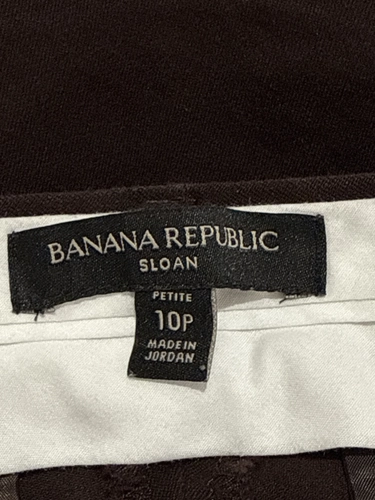 BANANA REPUBLIC
SLOAN
PETITE
10P
MADE IN
JORDAN